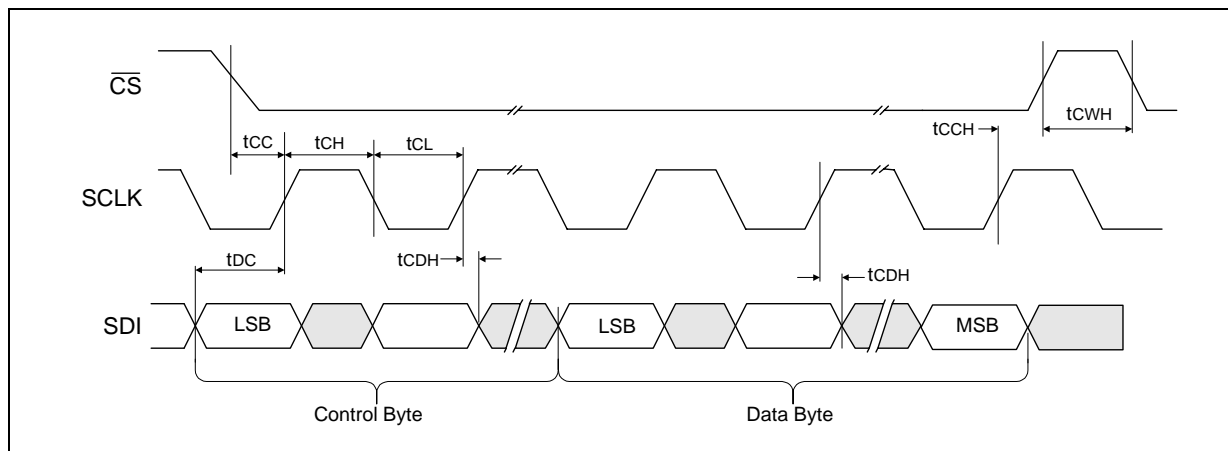 CS
tCC
tCH
tCL
tCCH
tCWH
SCLK
tDC
tCDH
tCDH
SDI
LSB
LSB
MSB
Control Byte
Data Byte